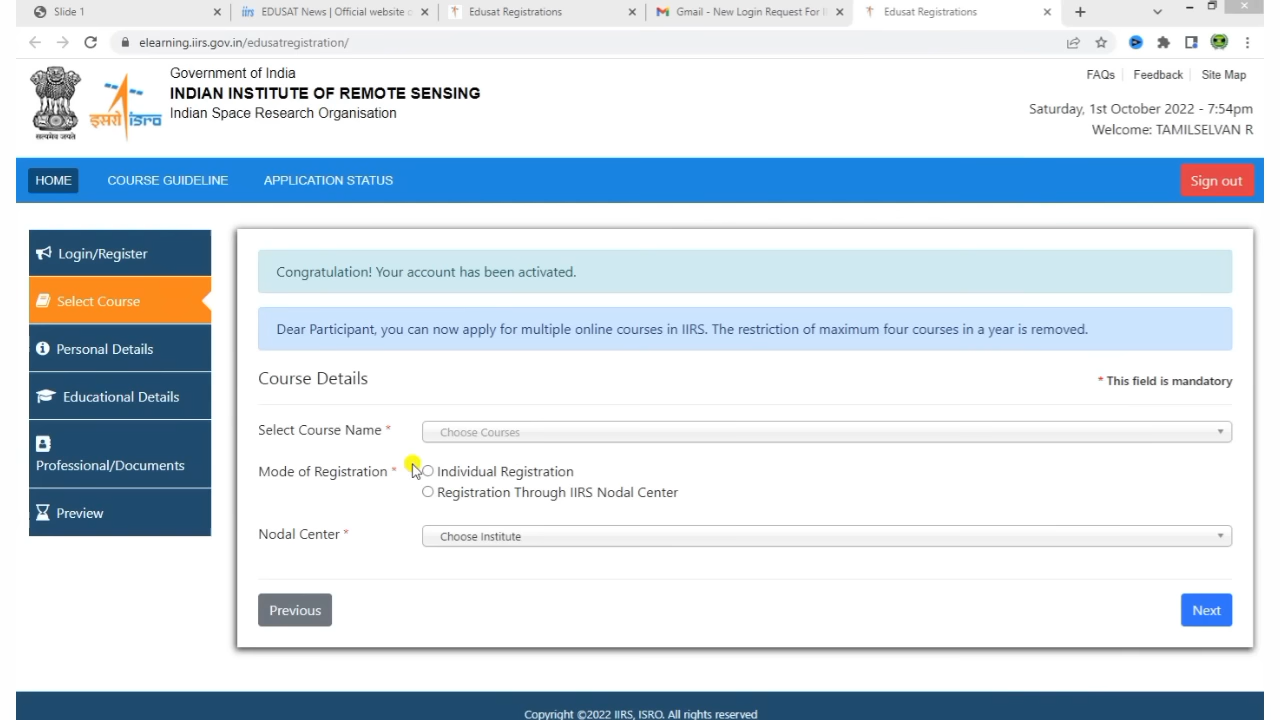 Slide 1
EDUSAT News | Official website o
Edusat Registrations
Gmail - New Login Request For II
Edusat Registrations
elearning.iirs.gov.in/edusatregistration/
सत्यमेव जयते
इसरो isro
Government of India
INDIAN INSTITUTE OF REMOTE SENSING
Indian Space Research Organisation
FAQs
Feedback
Site Map
Saturday, 1st October 2022 - 7:54pm
Welcome: TAMILSELVAN R
HOME
COURSE GUIDELINE
APPLICATION STATUS
Sign out
Login/Register
Select Course
Personal Details
Educational Details
Professional/Documents
Preview
Congratulation! Your account has been activated.
Dear Participant, you can now apply for multiple online courses in IIRS. The restriction of maximum four courses in a year is removed.
Course Details
* This field is mandatory
Select Course Name *
Choose Courses
Mode of Registration *
Individual Registration
Registration Through IIRS Nodal Center
Nodal Center *
Choose Institute
Previous
Next
Copyright ©2022 IIRS, ISRO. All rights reserved